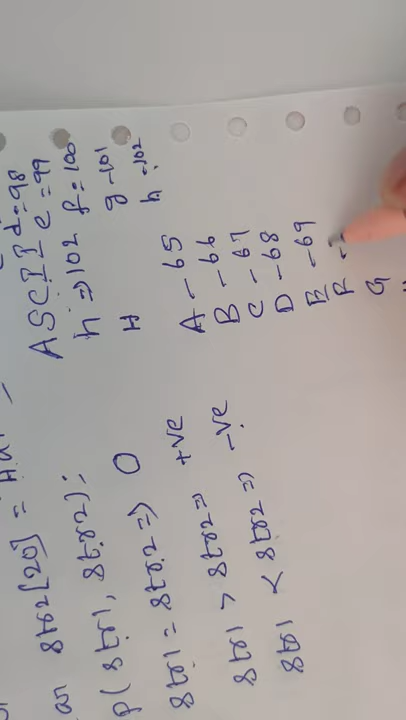 str2[20] =
ASCII d=98
e=99
p(str1, str2);
h => 102 f=100
g-101
h=102
H
str1 = str2 => 0
str1 > str2 => +ve
str1 < str2 => -ve
A - 65
B - 66
C - 67
D - 68
E - 69
F -
G